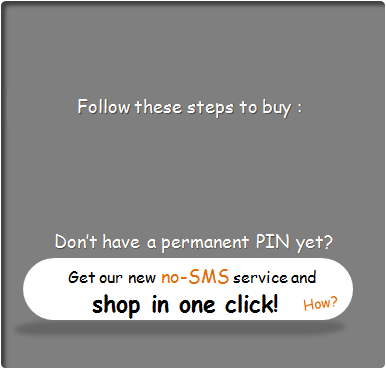 Follow these steps to buy :
Don't have a permanent PIN yet?
Get our new no-SMS service and
shop in one click!
How?